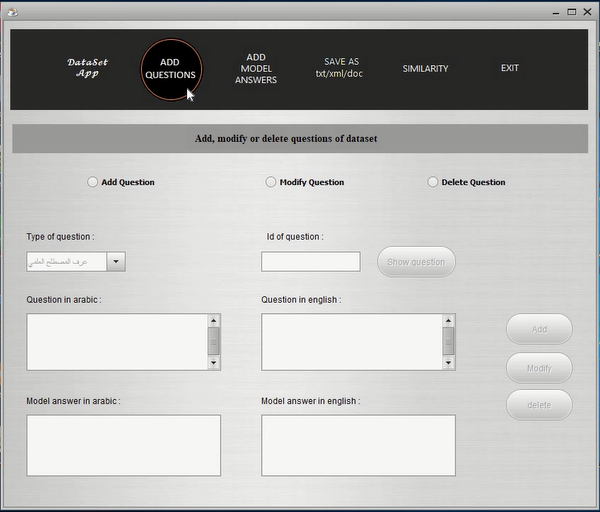 DataSet
App
ADD
QUESTIONS
ADD
MODEL
ANSWERS
SAVE AS
txt/xml/doc
SIMILARITY
EXIT
Add, modify or delete questions of dataset
Add Question
Modify Question
Delete Question
Type of question :
Id of question :
عرف المصطلح العلمي
Show question
Question in arabic :
Question in english :
Add
Modify
delete
Model answer in arabic :
Model answer in english :